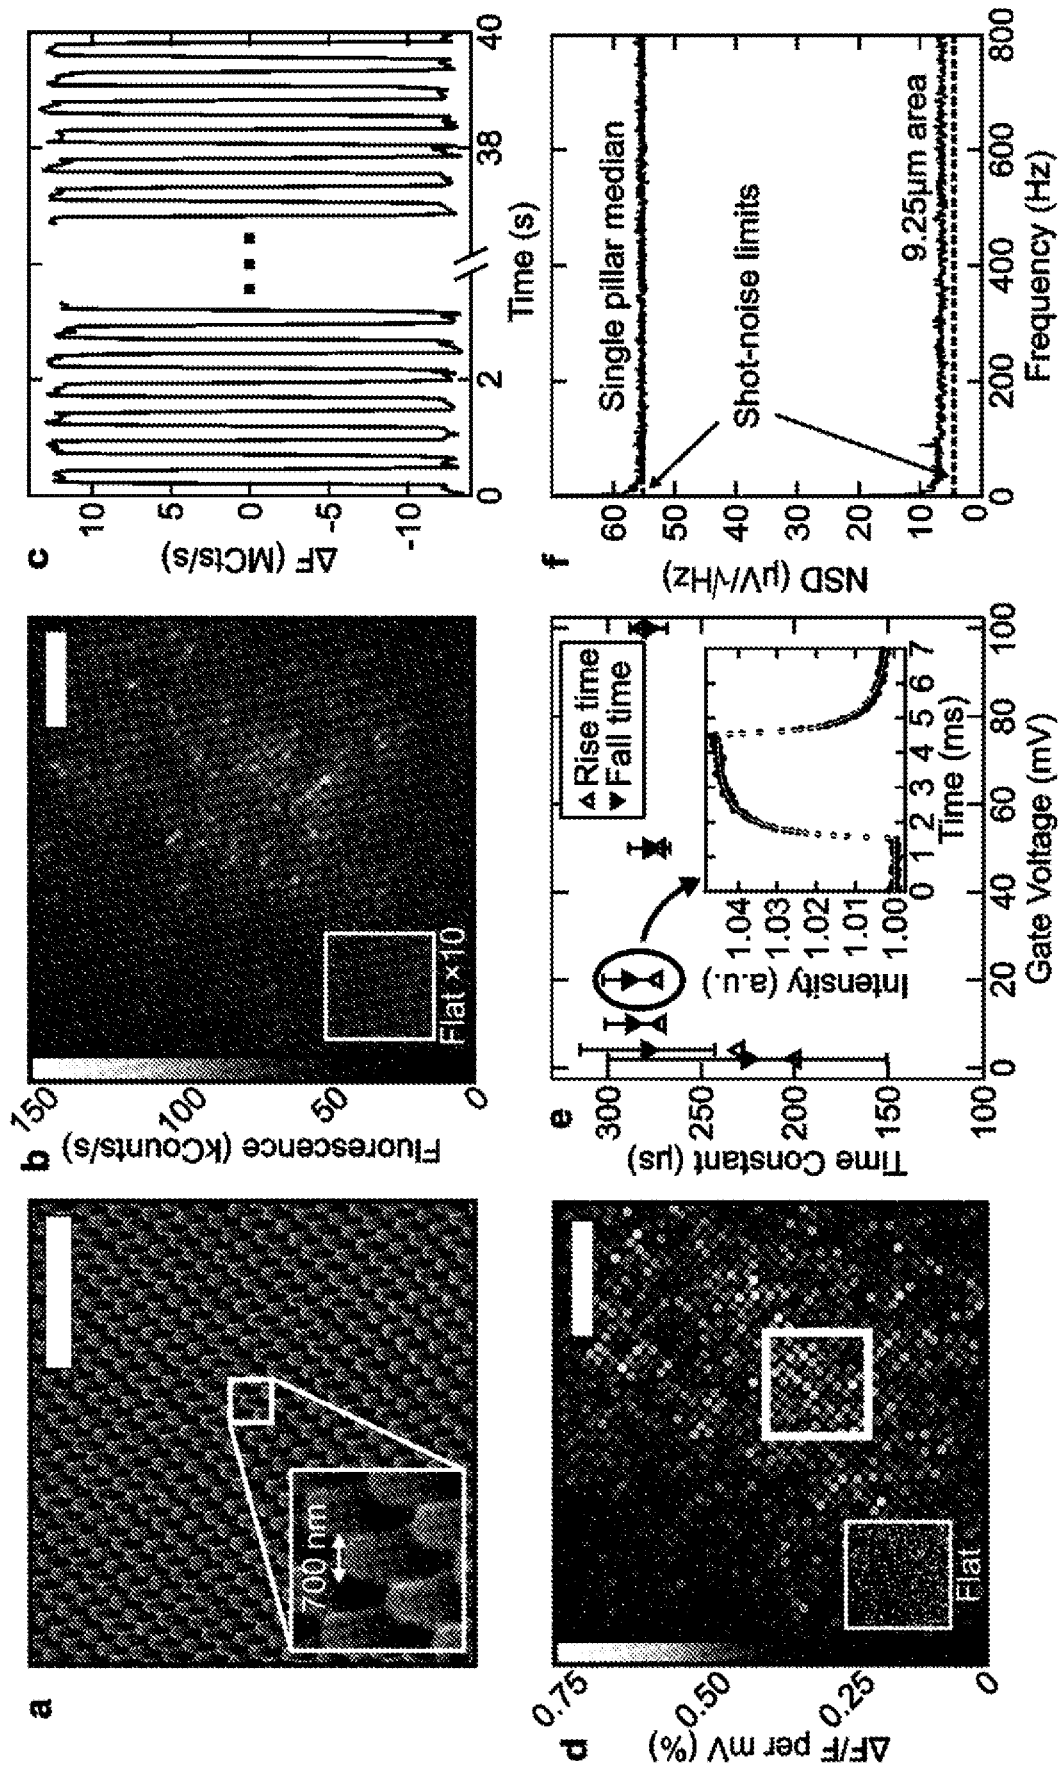 a
700 nm
b
Fluorescence (kCounts/s)
150
100
50
0
Flat ×10
c
ΔF (MCts/s)
10
5
0
-5
-10
0
2
38
40
Time (s)
d
ΔF/F per mV (%)
0.75
0.50
0.25
0
Flat
e
Time Constant (μs)
300
250
200
150
100
0
20
40
60
80
100
Gate Voltage (mV)
Rise time
Fall time
Intensity (a.u.)
1.04
1.03
1.02
1.01
1.00
0
1
2
3
4
5
6
7
Time (ms)
f
NSD (μV/√Hz)
60
50
40
30
20
10
0
Single pillar median
Shot-noise limits
9.25μm area
0
200
400
600
800
Frequency (Hz)